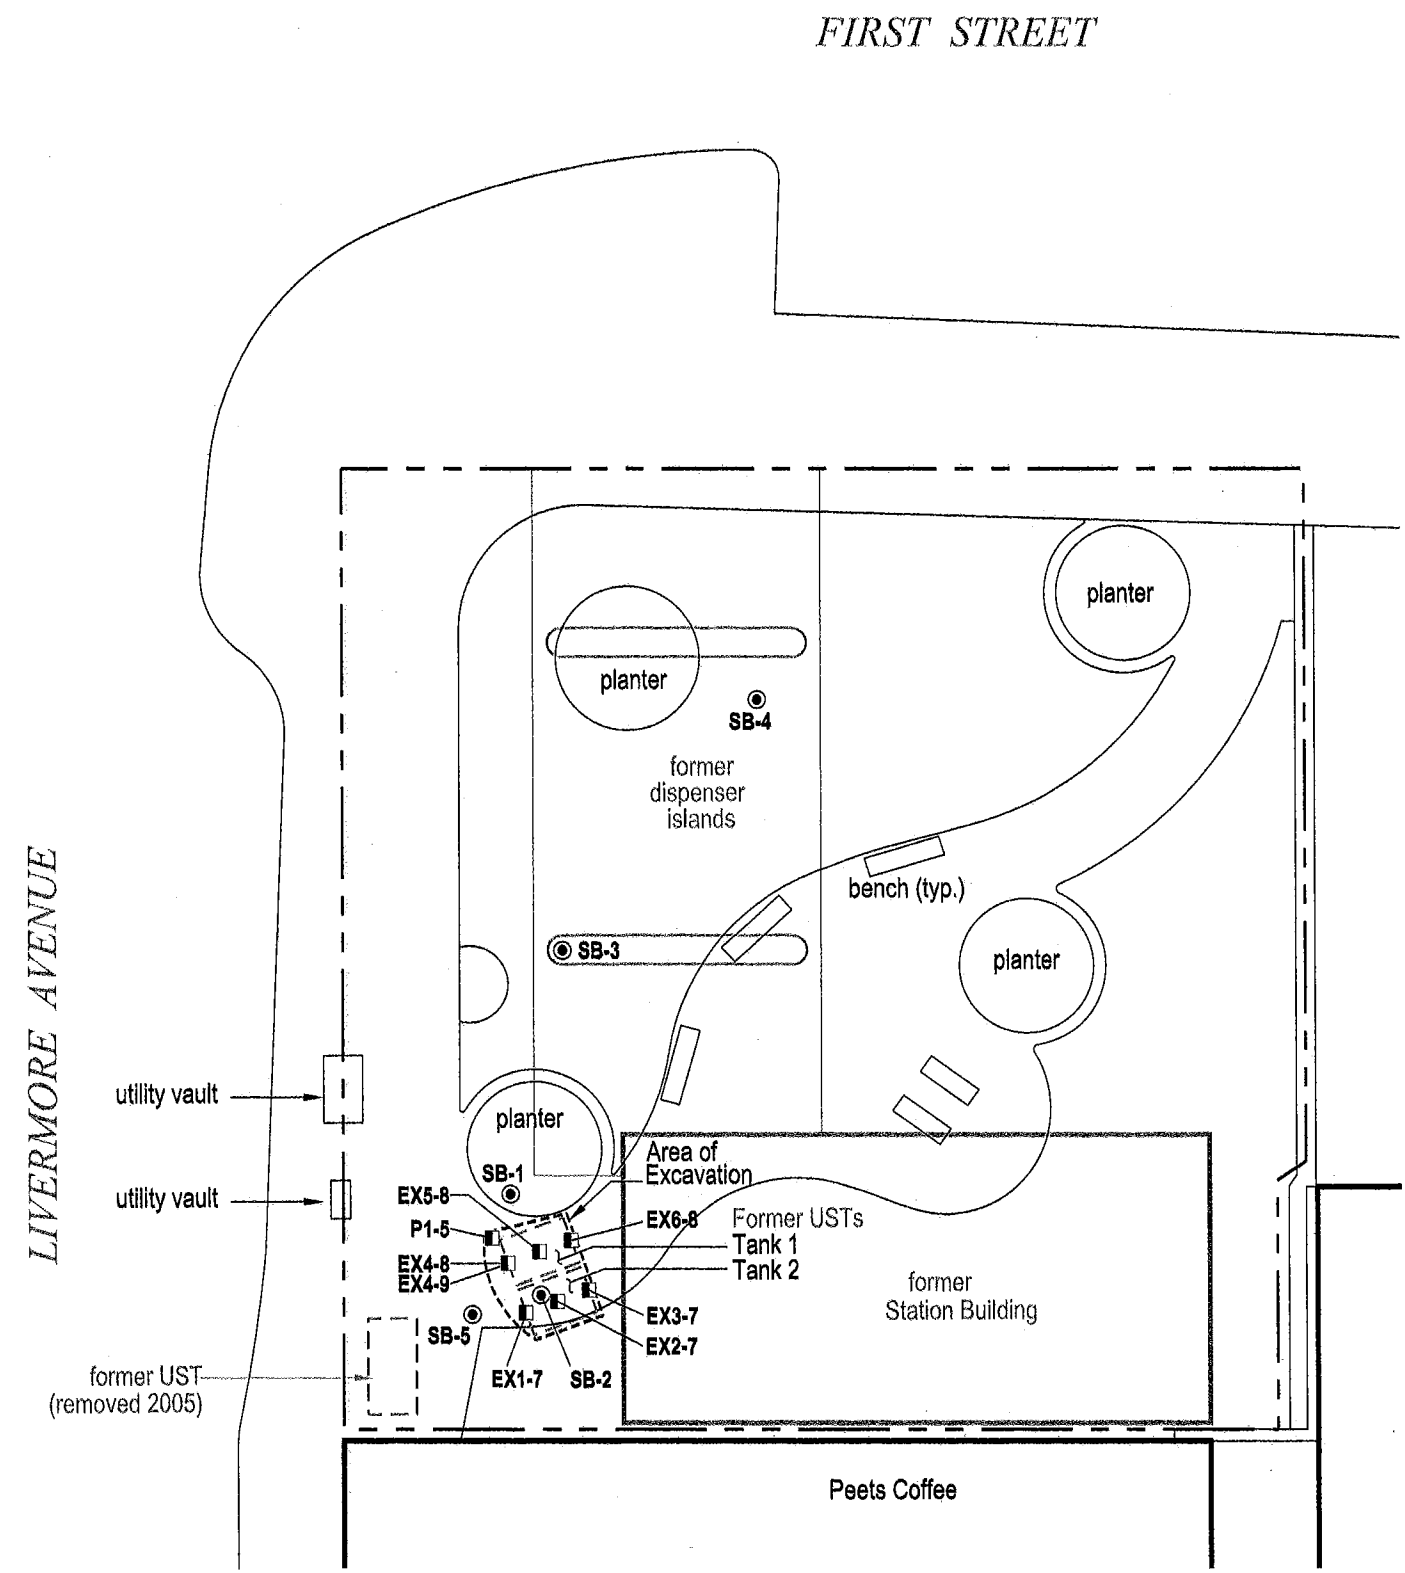 FIRST STREET
planter
planter
SB-4
former
dispenser
islands
LIVERMORE AVENUE
bench (typ.)
SB-3
planter
utility vault
planter
Area of
Excavation
SB-1
utility vault
EX5-8
P1-5
EX6-8
Former USTs
Tank 1
Tank 2
EX4-8
EX4-9
former
Station Building
SB-5
EX3-7
EX2-7
EX1-7
SB-2
former UST
(removed 2005)
Peets Coffee